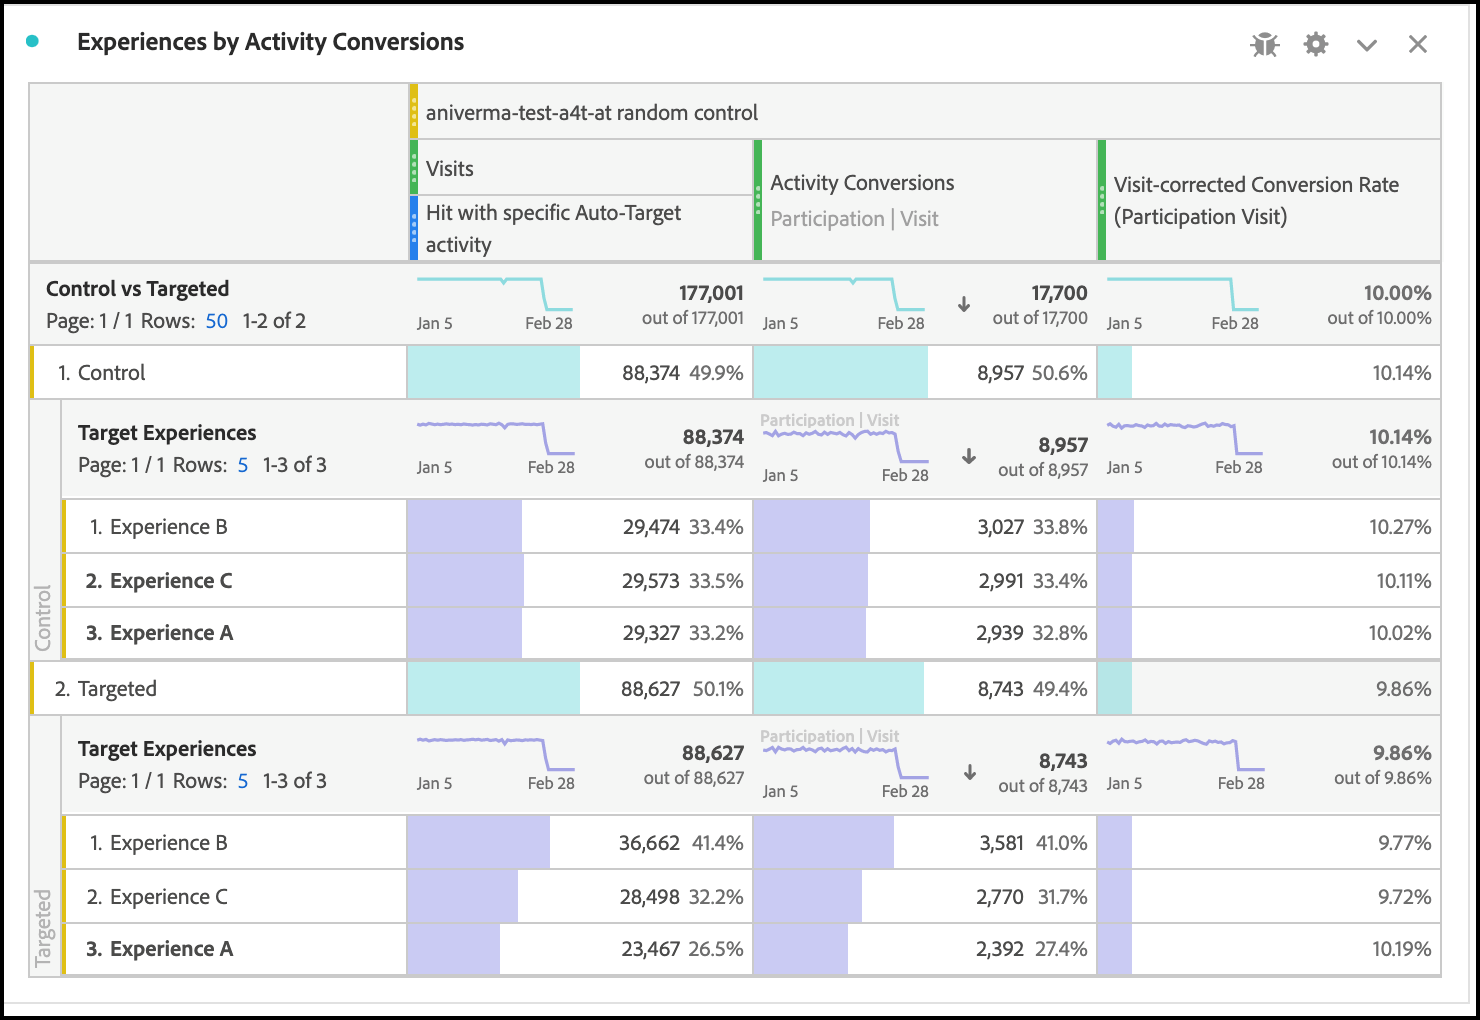 Experiences by Activity Conversions
aniverma-test-a4t-at random control
Visits
Hit with specific Auto-Target
activity
Activity Conversions
Participation | Visit
Visit-corrected Conversion Rate
(Participation Visit)
Control vs Targeted
Page: 1 / 1 Rows: 50 1-2 of 2
Jan 5 Feb 28
177,001
out of 177,001
Jan 5 Feb 28
17,700
out of 17,700
Jan 5 Feb 28
10.00%
out of 10.00%
1. Control 88,374 49.9% 8,957 50.6% 10.14%
Control
Target Experiences
Page: 1 / 1 Rows: 5 1-3 of 3
Jan 5 Feb 28
88,374
out of 88,374
Participation | Visit
Jan 5 Feb 28
8,957
out of 8,957
Jan 5 Feb 28
10.14%
out of 10.14%
1. Experience B 29,474 33.4% 3,027 33.8% 10.27%
2. Experience C 29,573 33.5% 2,991 33.4% 10.11%
3. Experience A 29,327 33.2% 2,939 32.8% 10.02%
2. Targeted 88,627 50.1% 8,743 49.4% 9.86%
Targeted
Target Experiences
Page: 1 / 1 Rows: 5 1-3 of 3
Jan 5 Feb 28
88,627
out of 88,627
Participation | Visit
Jan 5 Feb 28
8,743
out of 8,743
Jan 5 Feb 28
9.86%
out of 9.86%
1. Experience B 36,662 41.4% 3,581 41.0% 9.77%
2. Experience C 28,498 32.2% 2,770 31.7% 9.72%
3. Experience A 23,467 26.5% 2,392 27.4% 10.19%